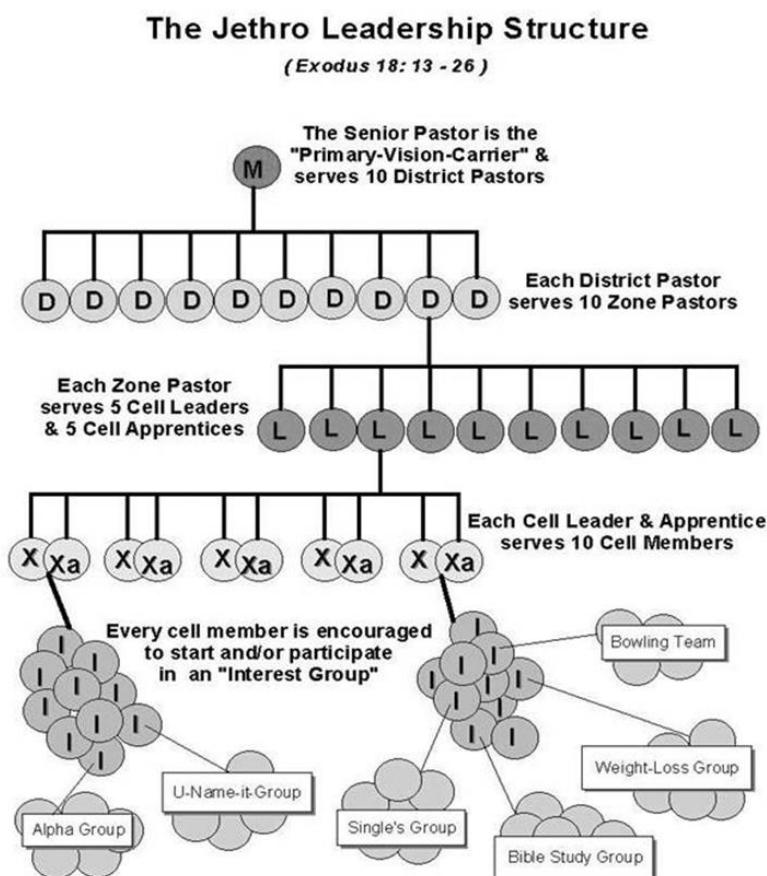 The Jethro Leadership Structure
(Exodus 18: 13 - 26)
The Senior Pastor is the
"Primary-Vision-Carrier" &
serves 10 District Pastors
M
D D D D D D D D D D
Each District Pastor
serves 10 Zone Pastors
Each Zone Pastor
serves 5 Cell Leaders
& 5 Cell Apprentices
L L L L L L L L L L
Each Cell Leader & Apprentice
serves 10 Cell Members
X Xa X Xa X Xa X Xa X Xa
Every cell member is encouraged
to start and/or participate
in an "Interest Group"
I I I I I I I I I I
I I I I I I I I I I
Bowling Team
Weight-Loss Group
U-Name-it-Group
Alpha Group
Single's Group
Bible Study Group